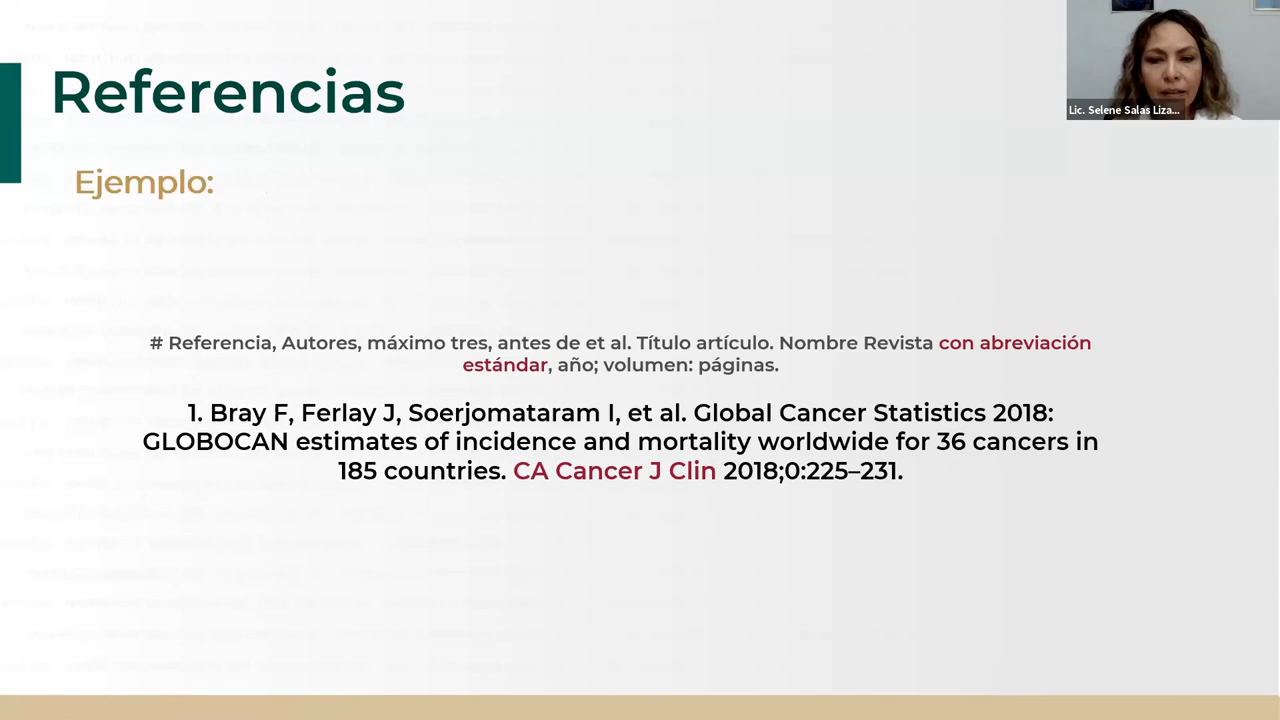 Referencias
Lic. Selene Salas Liza...
Ejemplo:
# Referencia, Autores, máximo tres, antes de et al. Título artículo. Nombre Revista con abreviación
estándar, año; volumen: páginas.
1. Bray F, Ferlay J, Soerjomataram I, et al. Global Cancer Statistics 2018:
GLOBOCAN estimates of incidence and mortality worldwide for 36 cancers in
185 countries. CA Cancer J Clin 2018;0:225–231.